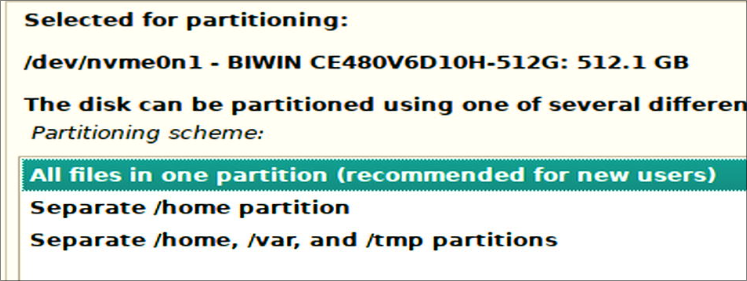 Selected for partitioning:
/dev/nvme0n1 - BIWIN CE480V6D10H-512G: 512.1 GB
The disk can be partitioned using one of several differen
Partitioning scheme:
All files in one partition (recommended for new users)
Separate /home partition
Separate /home, /var, and /tmp partitions